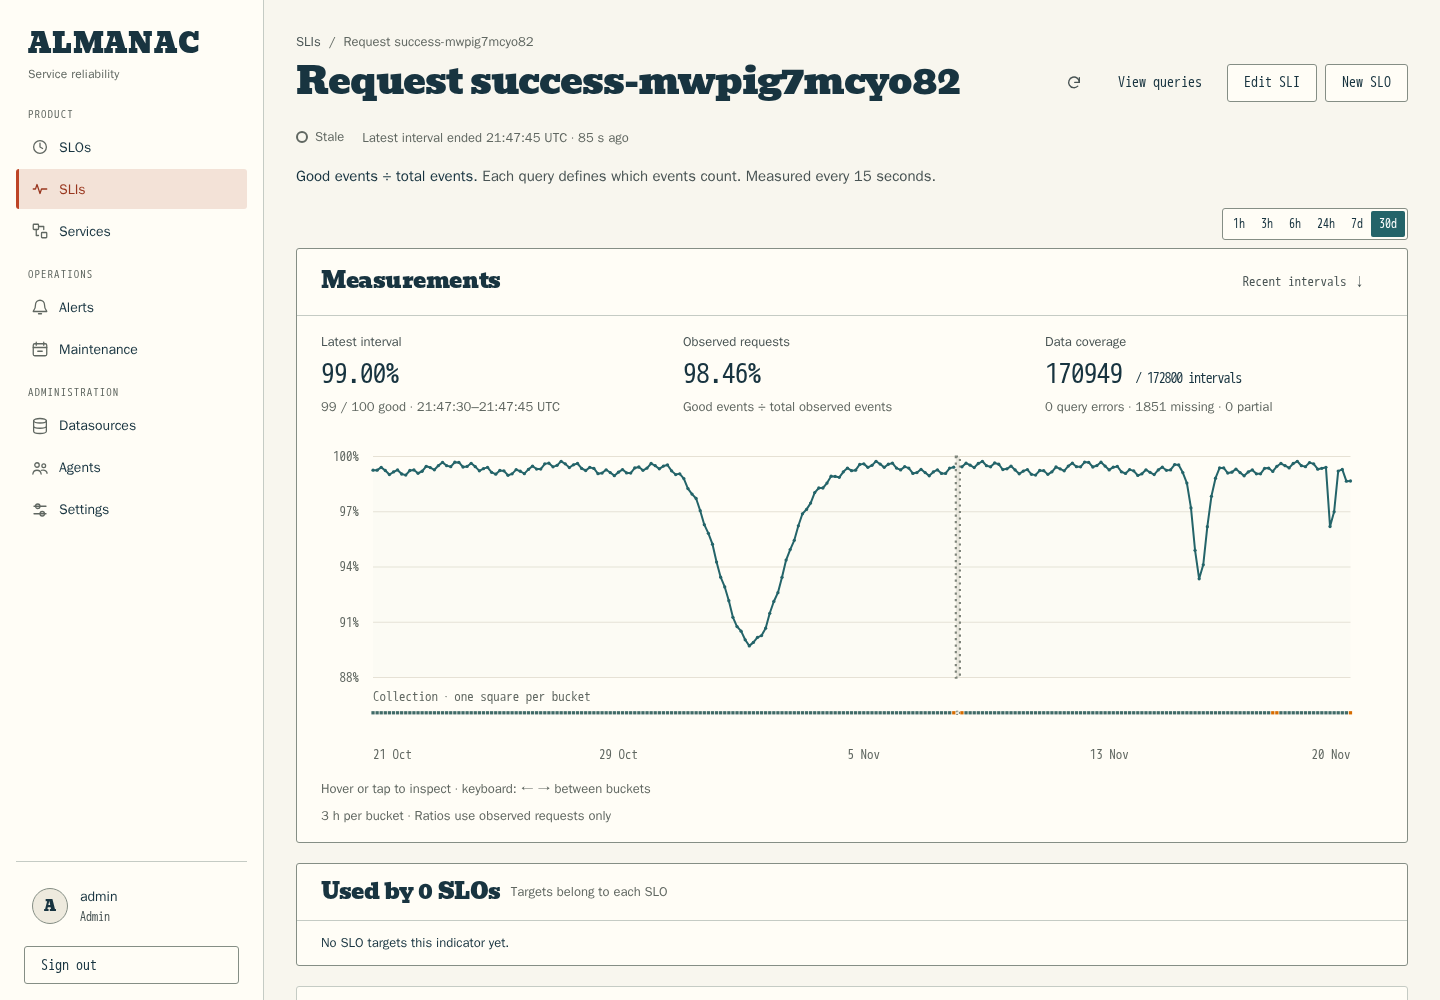 ALMANAC
Service reliability
PRODUCT
SLOs
SLIs
Services
OPERATIONS
Alerts
Maintenance
ADMINISTRATION
Datasources
Agents
Settings
A
admin
Admin
Sign out
SLIs / Request success-mwpig7mcyo82
Request success-mwpig7mcyo82
View queries
Edit SLI
New SLO
Stale
Latest interval ended 21:47:45 UTC · 85 s ago
Good events ÷ total events. Each query defines which events count. Measured every 15 seconds.
1h 3h 6h 24h 7d 30d
Measurements
Recent intervals ↓
Latest interval
99.00%
99 / 100 good · 21:47:30–21:47:45 UTC
Observed requests
98.46%
Good events ÷ total observed events
Data coverage
170949 / 172800 intervals
0 query errors · 1851 missing · 0 partial
100%
97%
94%
91%
88%
Collection · one square per bucket
21 Oct 29 Oct 5 Nov 13 Nov 20 Nov
Hover or tap to inspect · keyboard: ← → between buckets
3 h per bucket · Ratios use observed requests only
Used by 0 SLOs
Targets belong to each SLO
No SLO targets this indicator yet.